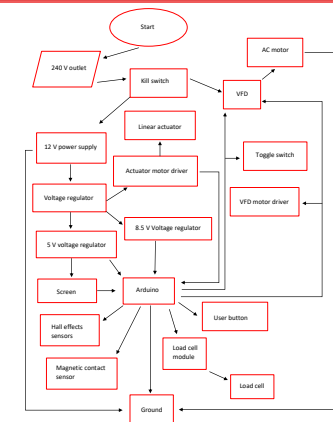 Start
AC motor
240 V outlet
Kill switch
VFD
Linear actuator
12 V power supply
Toggle switch
Actuator motor driver
Voltage regulator
VFD motor driver
8.5 V Voltage regulator
5 V voltage regulator
Screen
Arduino
User button
Hall effects
sensors
Load cell
module
Magnetic contact
sensor
Load cell
Ground